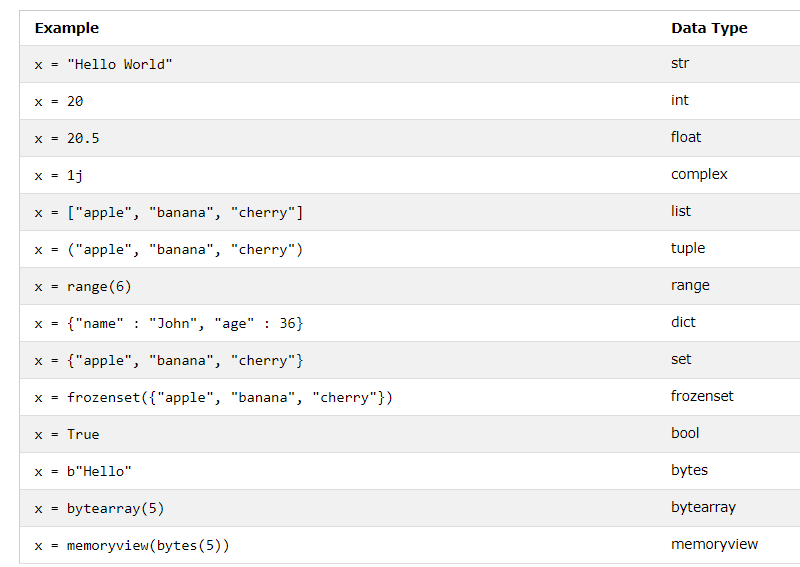 Example Data Type
x = "Hello World" str
x = 20 int
x = 20.5 float
x = 1j complex
x = ["apple", "banana", "cherry"] list
x = ("apple", "banana", "cherry") tuple
x = range(6) range
x = {"name" : "John", "age" : 36} dict
x = {"apple", "banana", "cherry"} set
x = frozenset({"apple", "banana", "cherry"}) frozenset
x = True bool
x = b"Hello" bytes
x = bytearray(5) bytearray
x = memoryview(bytes(5)) memoryview